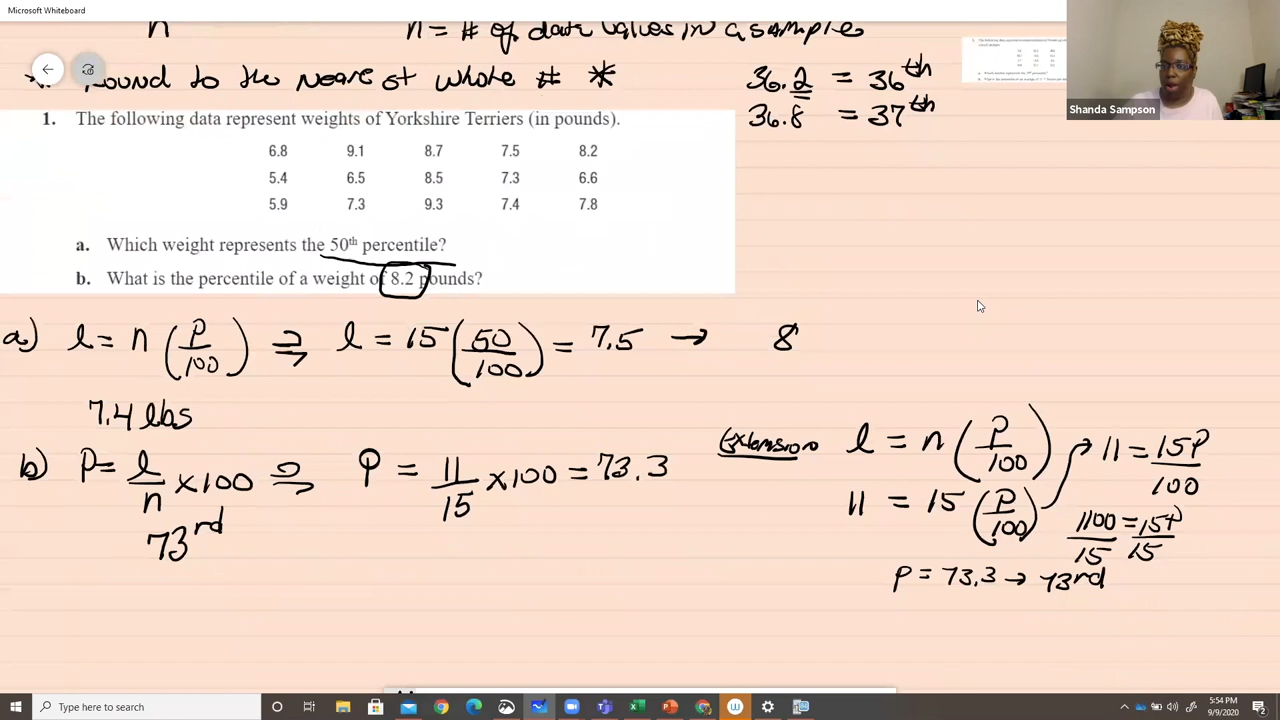 Microsoft Whiteboard
n
n = # of data values in a sample
Round to the nearest whole # *
36.2 = 36th
36.8 = 37th
Shanda Sampson
1. The following data represent weights of Yorkshire Terriers (in pounds).
6.8 9.1 8.7 7.5 8.2
5.4 6.5 8.5 7.3 6.6
5.9 7.3 9.3 7.4 7.8
a. Which weight represents the 50th percentile?
b. What is the percentile of a weight of 8.2 pounds?
a) l = n (P/100) ⇒ l = 15 (50/100) = 7.5 → 8
7.4 lbs
b) P = l/n × 100 ⇒ P = 11/15 × 100 = 73.3
73rd
Extension l = n (P/100)
11 = 15 (P/100)
11 = 15P/100
1100/15 = 15P/15
P = 73.3 → 73rd
Type here to search
5:54 PM
9/9/2020